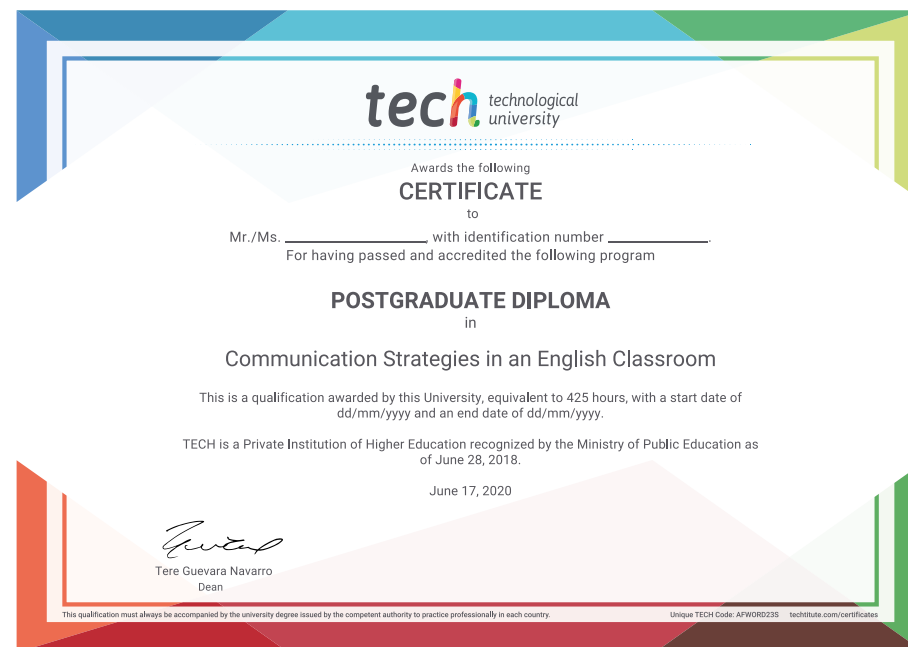 tech technological
university
Awards the following
CERTIFICATE
to
Mr./Ms. ____________________, with identification number ______________.
For having passed and accredited the following program
POSTGRADUATE DIPLOMA
in
Communication Strategies in an English Classroom
This is a qualification awarded by this University, equivalent to 425 hours, with a start date of
dd/mm/yyyy and an end date of dd/mm/yyyy.
TECH is a Private Institution of Higher Education recognized by the Ministry of Public Education as
of June 28, 2018.
June 17, 2020
Tere Guevara Navarro
Dean
This qualification must always be accompanied by the university degree issued by the competent authority to practice professionally in each country. Unique TECH Code: AFWORD23S techtitute.com/certificates